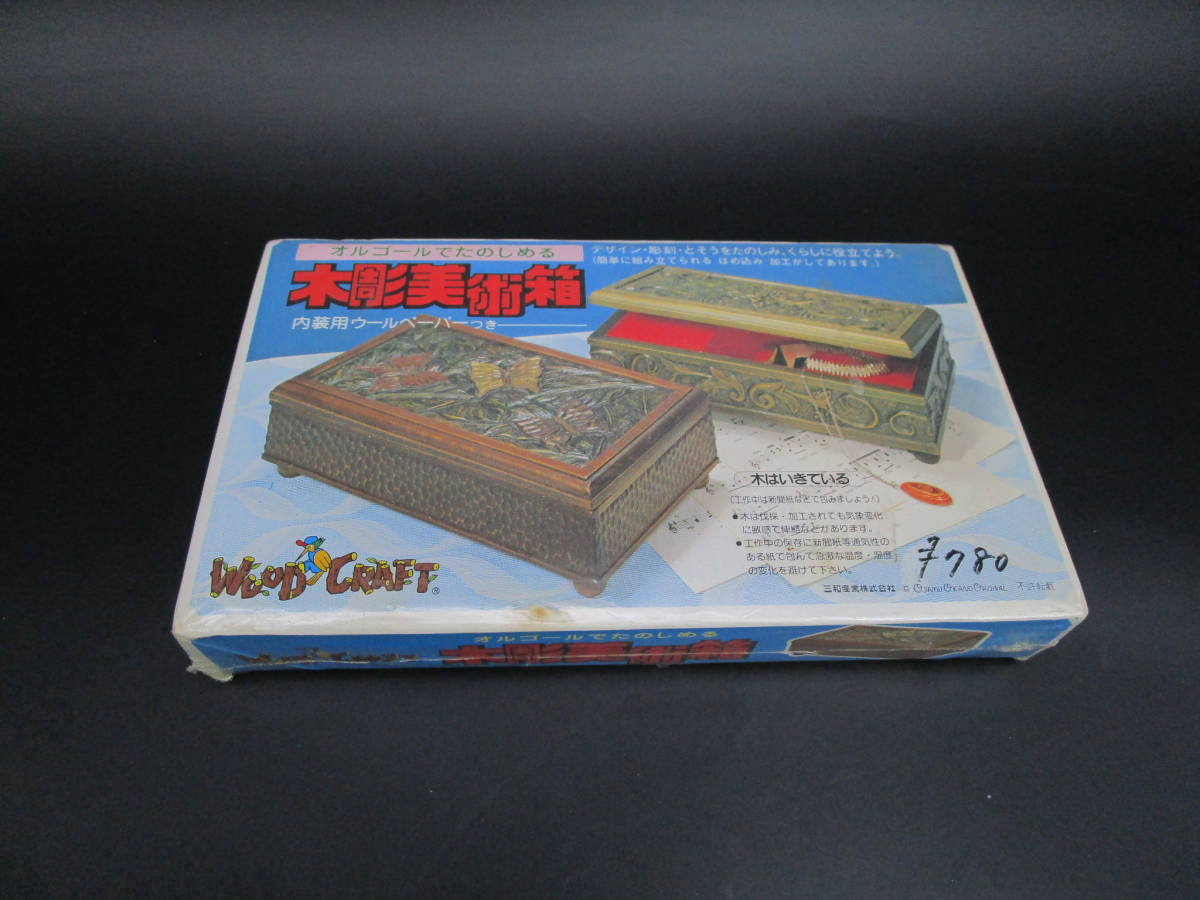 オルゴールでたのしめる
木彫美術箱
内装用ウールペーパーつき
デザイン・彫刻・とそうをたのしみ、くらしに役立てよう。
(簡単に組み立てられる はめ込み 加工がしてあります。)
木はいきている
(工作中は新聞紙などで包みましょう!)
●木は伐採・加工されても気象変化
に敏感で伸縮などがあります。
●工作中の保存に新聞紙等通気性の
ある紙で包んで急激な温度・湿度
の変化を避けて下さい。
7780
WOOD CRAFT®
三和産業株式会社 © ORIGINAL 不許転載
オルゴールでたのしめる
WOOD CRAFT
木彫美術箱